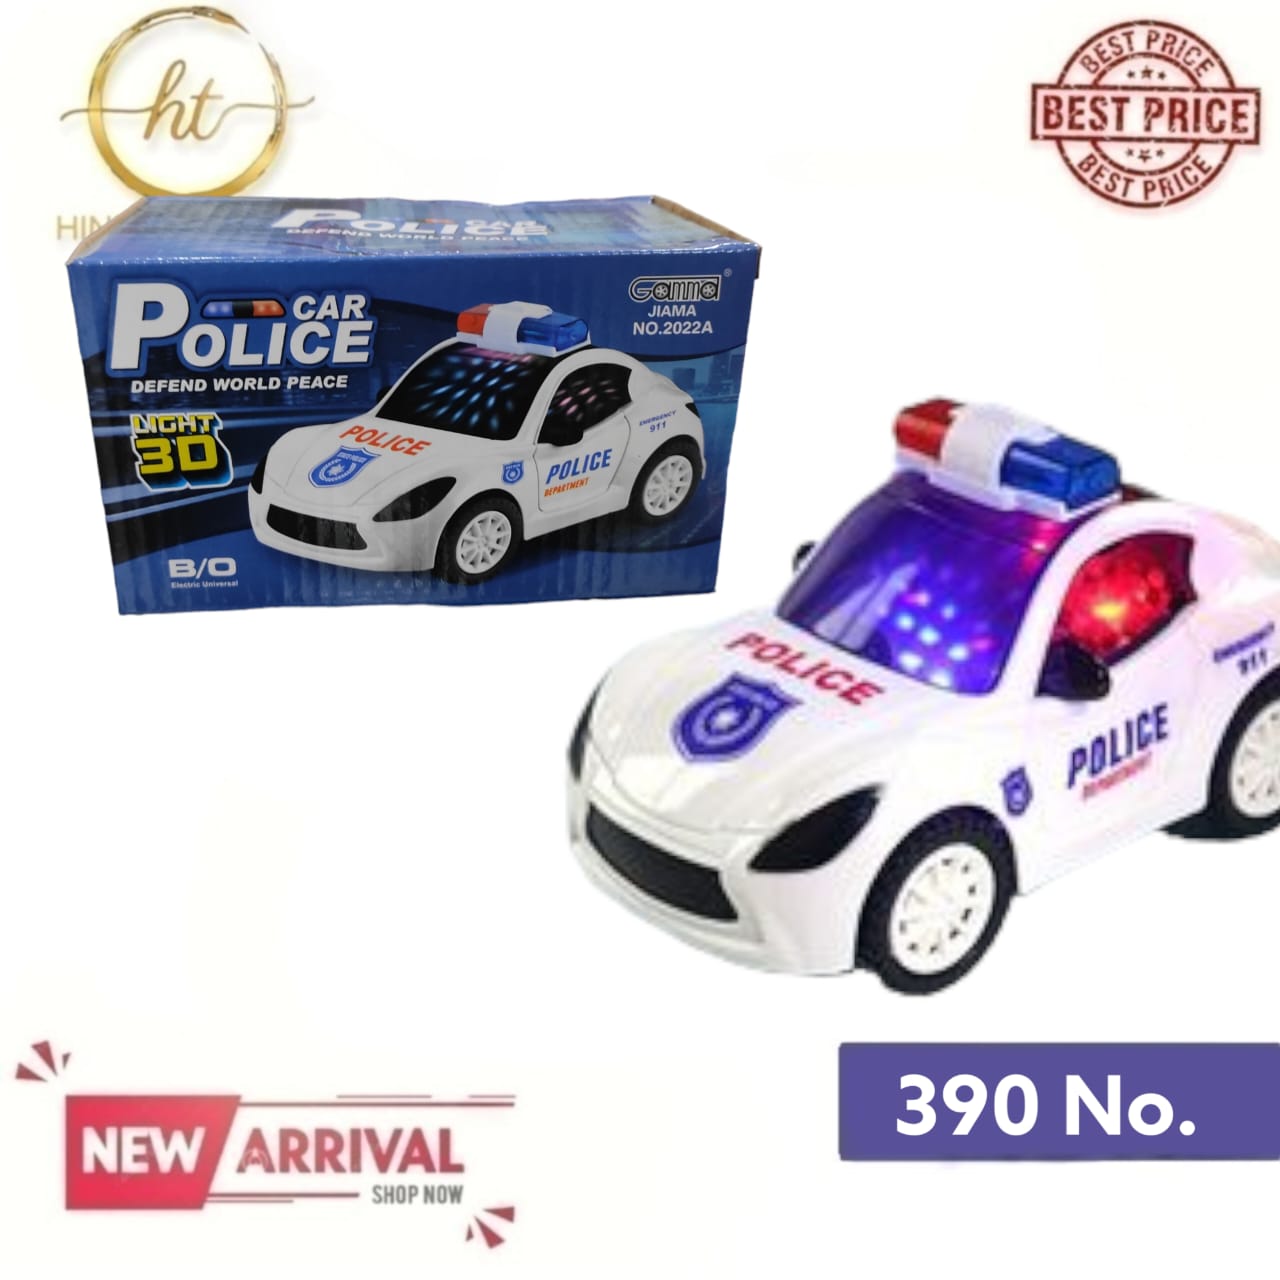 ht
BEST PRICE
BEST PRICE
BEST PRICE
HIN
POLICE CAR
DEFEND WORLD PEACE
CAR
POLICE
DEFEND WORLD PEACE
Gamma®
JIAMA
NO.2022A
LIGHT
3D
POLICE
EMERGENCY
911
POLICE
DEPARTMENT
B/O
Electric Universal
POLICE
EMERGENCY
911
POLICE
DEPARTMENT
390 No.
NEW ARRIVAL
SHOP NOW